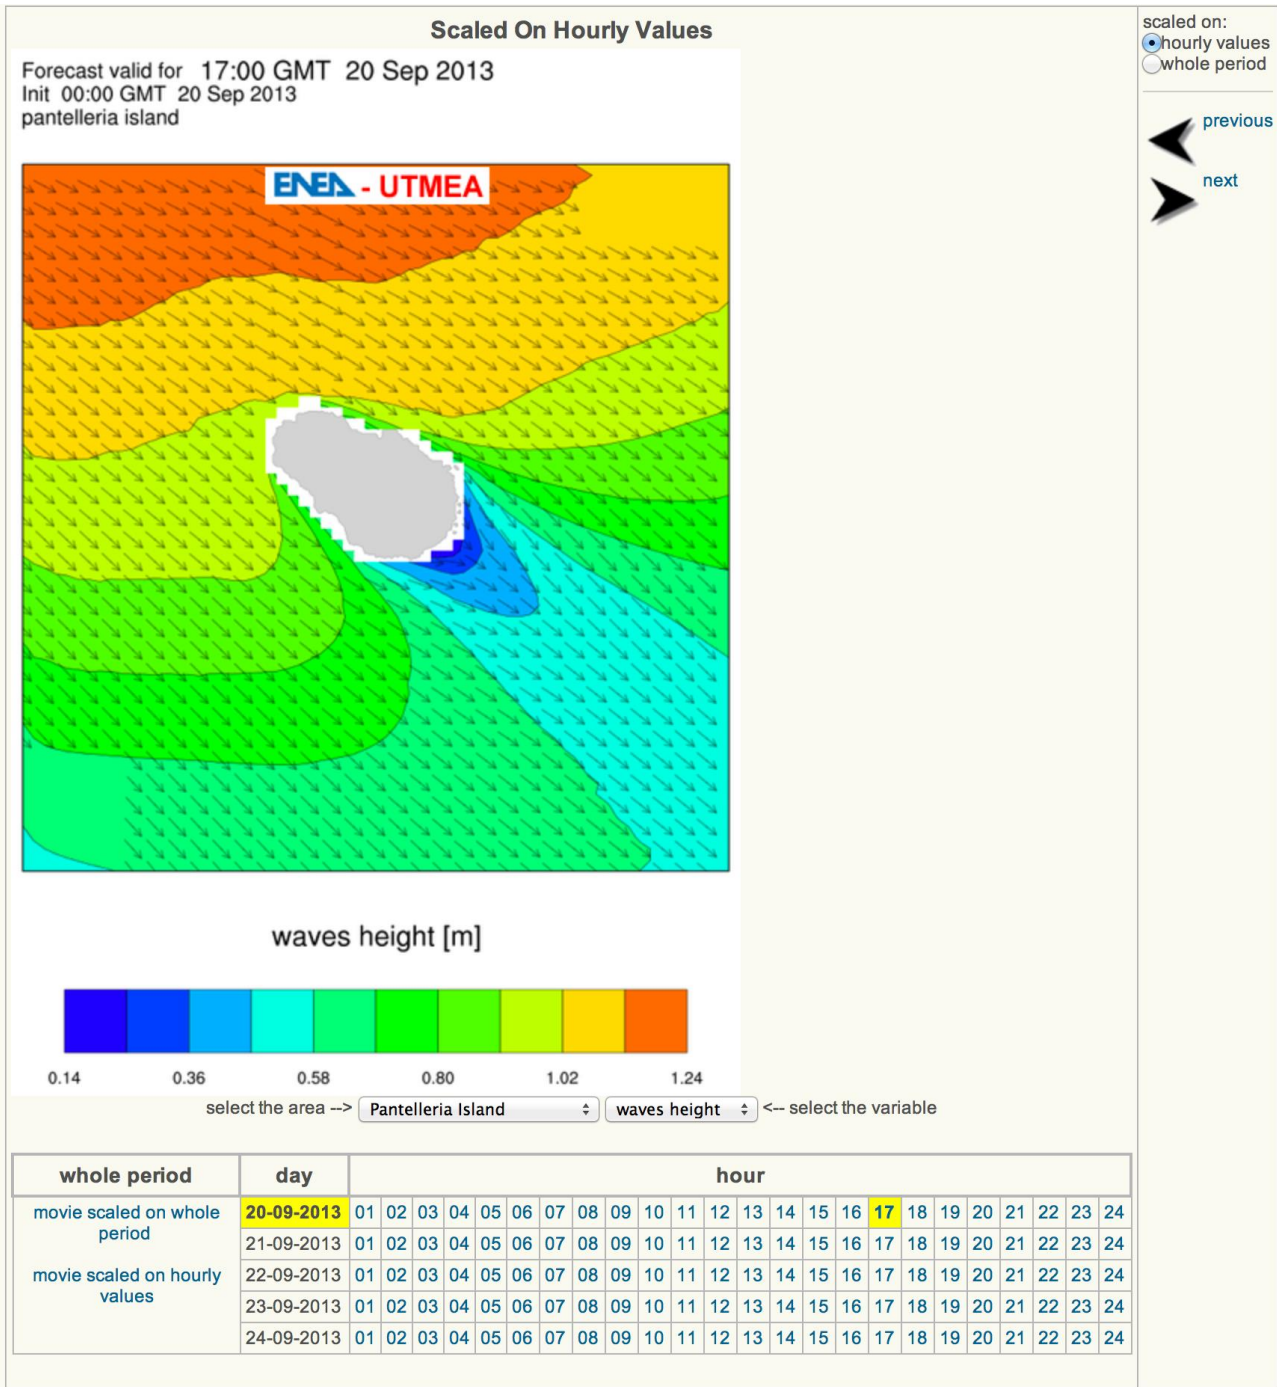 Scaled On Hourly Values
Forecast valid for 17:00 GMT 20 Sep 2013
Init 00:00 GMT 20 Sep 2013
pantelleria island
ENEA - UTMEA
waves height [m]
0.14 0.36 0.58 0.80 1.02 1.24
select the area --> Pantelleria Island waves height <-- select the variable
whole period day hour
movie scaled on whole period
movie scaled on hourly values
20-09-2013 01 02 03 04 05 06 07 08 09 10 11 12 13 14 15 16 17 18 19 20 21 22 23 24
21-09-2013 01 02 03 04 05 06 07 08 09 10 11 12 13 14 15 16 17 18 19 20 21 22 23 24
22-09-2013 01 02 03 04 05 06 07 08 09 10 11 12 13 14 15 16 17 18 19 20 21 22 23 24
23-09-2013 01 02 03 04 05 06 07 08 09 10 11 12 13 14 15 16 17 18 19 20 21 22 23 24
24-09-2013 01 02 03 04 05 06 07 08 09 10 11 12 13 14 15 16 17 18 19 20 21 22 23 24
scaled on:
hourly values
whole period
previous
next